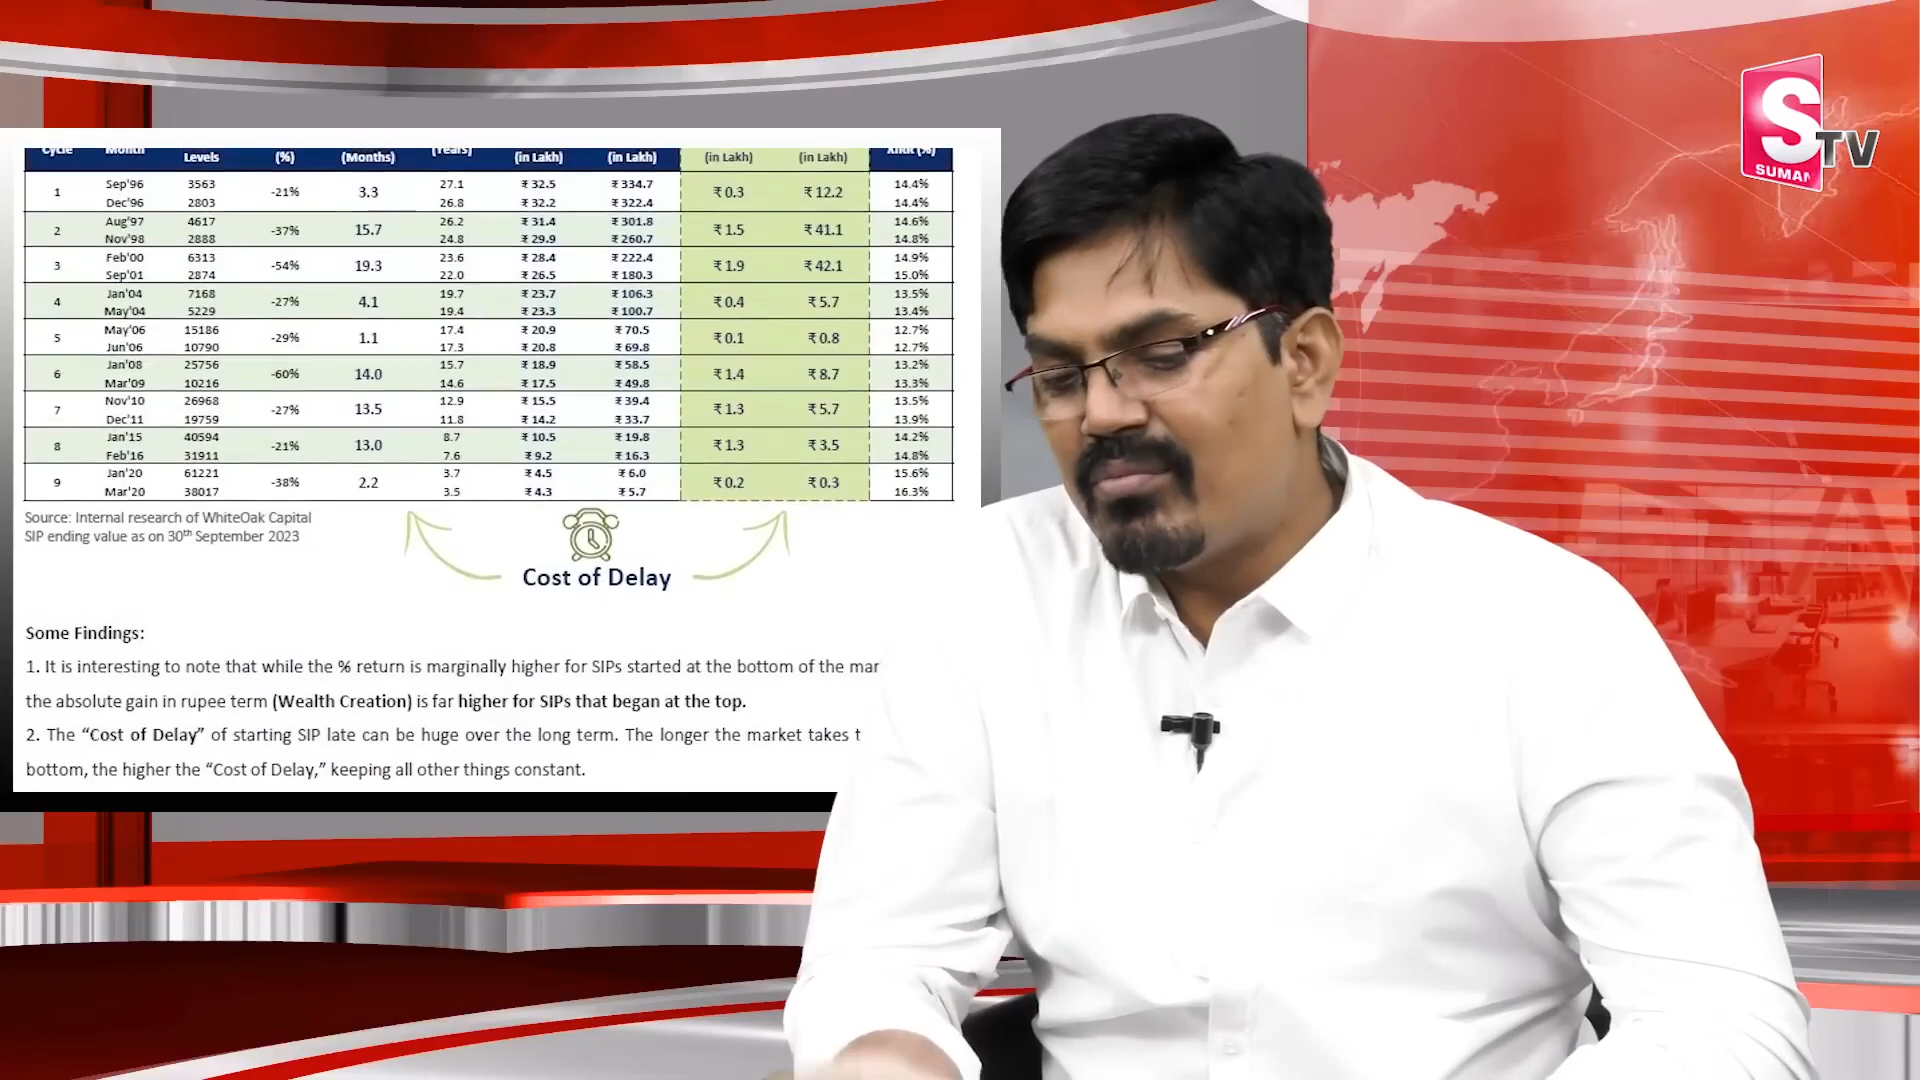 Cycle Month Levels (%) (Months) (Years) (in Lakh) (in Lakh) (in Lakh) (in Lakh) XIRR (%)
1 Sep'96 3563 -21% 3.3 27.1 ₹ 32.5 ₹ 334.7 ₹ 0.3 ₹ 12.2 14.4%
Dec'96 2803 26.8 ₹ 32.2 ₹ 322.4 14.4%
2 Aug'97 4617 -37% 15.7 26.2 ₹ 31.4 ₹ 301.8 ₹ 1.5 ₹ 41.1 14.6%
Nov'98 2888 24.8 ₹ 29.9 ₹ 260.7 14.8%
3 Feb'00 6313 -54% 19.3 23.6 ₹ 28.4 ₹ 222.4 ₹ 1.9 ₹ 42.1 14.9%
Sep'01 2874 22.0 ₹ 26.5 ₹ 180.3 15.0%
4 Jan'04 7168 -27% 4.1 19.7 ₹ 23.7 ₹ 106.3 ₹ 0.4 ₹ 5.7 13.5%
May'04 5229 19.4 ₹ 23.3 ₹ 100.7 13.4%
5 May'06 15186 -29% 1.1 17.4 ₹ 20.9 ₹ 70.5 ₹ 0.1 ₹ 0.8 12.7%
Jun'06 10790 17.3 ₹ 20.8 ₹ 69.8 12.7%
6 Jan'08 25756 -60% 14.0 15.7 ₹ 18.9 ₹ 58.5 ₹ 1.4 ₹ 8.7 13.2%
Mar'09 10216 14.6 ₹ 17.5 ₹ 49.8 13.3%
7 Nov'10 26968 -27% 13.5 12.9 ₹ 15.5 ₹ 39.4 ₹ 1.3 ₹ 5.7 13.5%
Dec'11 19759 11.8 ₹ 14.2 ₹ 33.7 13.9%
8 Jan'15 40594 -21% 13.0 8.7 ₹ 10.5 ₹ 19.8 ₹ 1.3 ₹ 3.5 14.2%
Feb'16 31911 7.6 ₹ 9.2 ₹ 16.3 14.8%
9 Jan'20 61221 -38% 2.2 3.7 ₹ 4.5 ₹ 6.0 ₹ 0.2 ₹ 0.3 15.6%
Mar'20 38017 3.5 ₹ 4.3 ₹ 5.7 16.3%
Source: Internal research of WhiteOak Capital
SIP ending value as on 30th September 2023
Cost of Delay
Some Findings:
1. It is interesting to note that while the % return is marginally higher for SIPs started at the bottom of the mar
the absolute gain in rupee term (Wealth Creation) is far higher for SIPs that began at the top.
2. The “Cost of Delay” of starting SIP late can be huge over the long term. The longer the market takes t
bottom, the higher the “Cost of Delay,” keeping all other things constant.
S TV
SUMAN